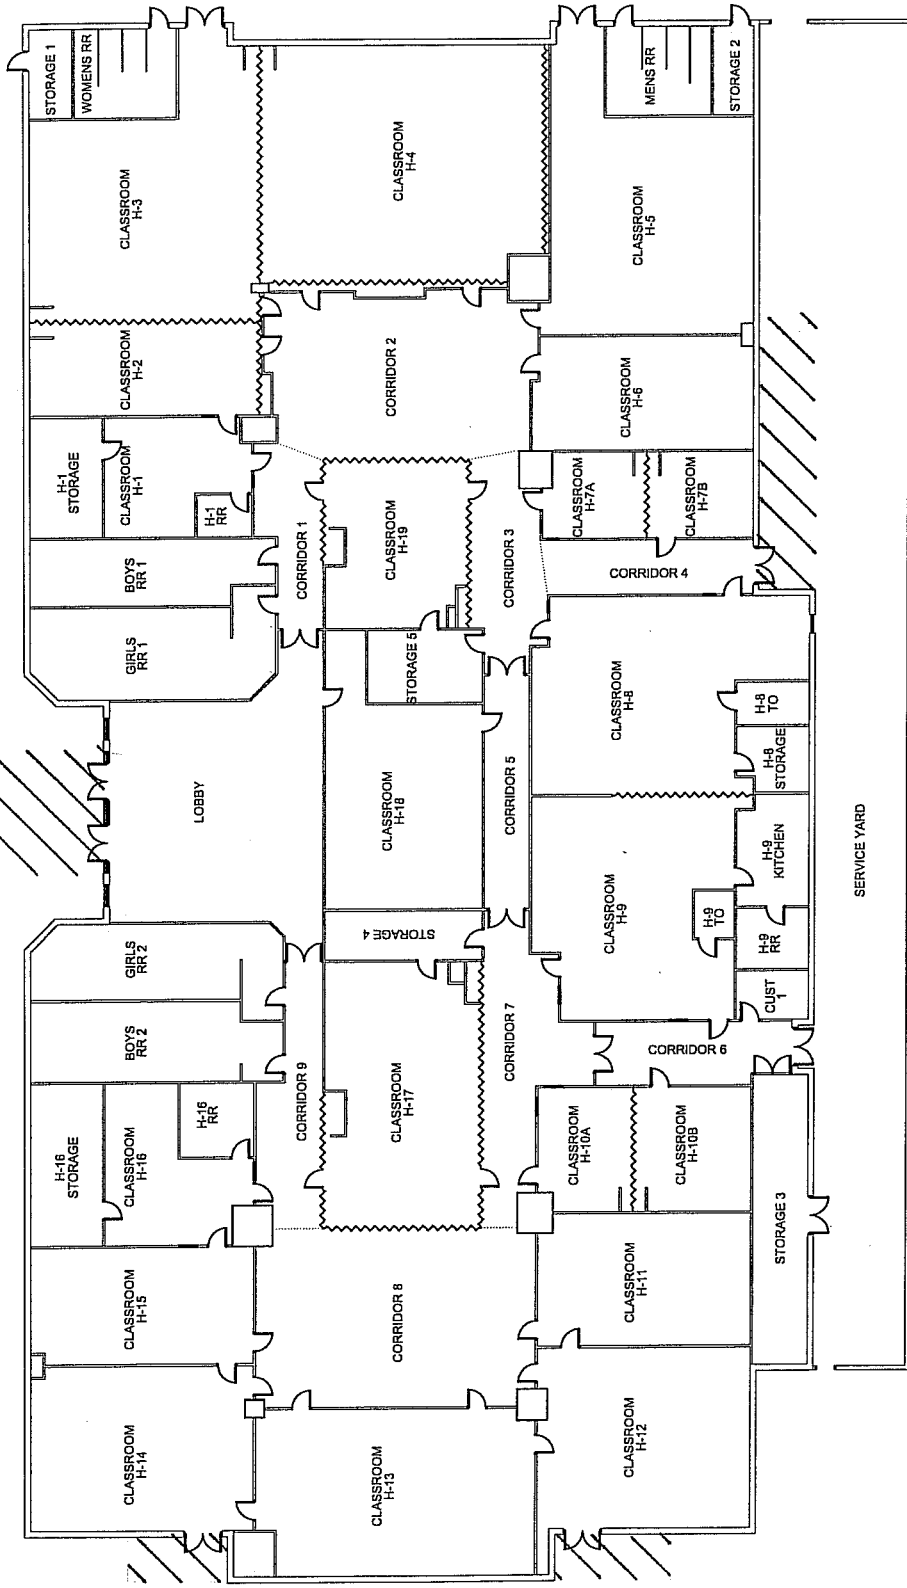 STORAGE 1
WOMENS RR
CLASSROOM
H-3
CLASSROOM
H-2
H-1
STORAGE
CLASSROOM
H-1
H-1
RR
BOYS
RR 1
GIRLS
RR 1
LOBBY
GIRLS
RR 2
BOYS
RR 2
H-16
STORAGE
CLASSROOM
H-16
H-16
RR
CLASSROOM
H-15
CLASSROOM
H-14
CLASSROOM
H-4
CORRIDOR 2
CORRIDOR 1
CLASSROOM
H-19
CORRIDOR 3
STORAGE 5
CLASSROOM
H-18
CORRIDOR 5
STORAGE 4
CORRIDOR 9
CLASSROOM
H-17
CORRIDOR 7
CORRIDOR 8
CLASSROOM
H-13
MENS RR
STORAGE 2
CLASSROOM
H-5
CLASSROOM
H-6
CLASSROOM
H-7A
CLASSROOM
H-7B
CORRIDOR 4
CLASSROOM
H-8
H-8
TO
H-8
STORAGE
CLASSROOM
H-9
H-9
KITCHEN
H-9
TO
H-9
RR
CUST
1
CORRIDOR 6
CLASSROOM
H-10A
CLASSROOM
H-10B
CLASSROOM
H-11
STORAGE 3
CLASSROOM
H-12
SERVICE YARD